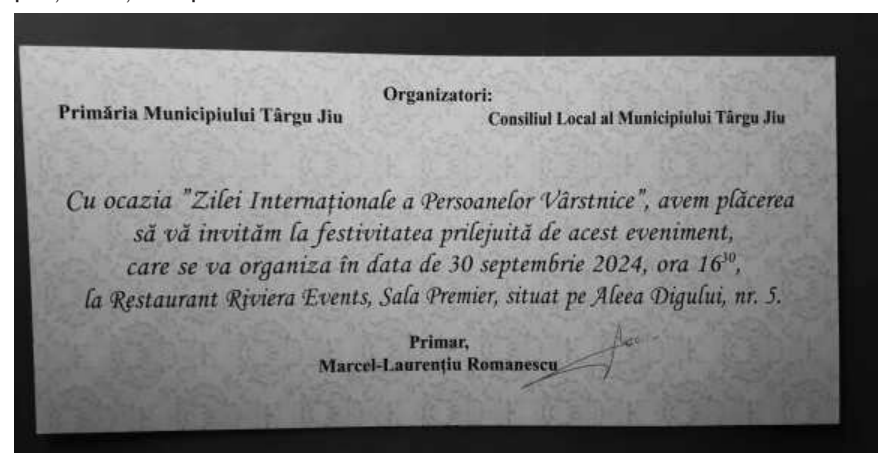 Organizatori:
Primăria Municipiului Târgu Jiu
Consiliul Local al Municipiului Târgu Jiu
Cu ocazia "Zilei Internaționale a Persoanelor Vârstnice", avem plăcerea
să vă invităm la festivitatea prilejuită de acest eveniment,
care se va organiza în data de 30 septembrie 2024, ora 16³⁰,
la Restaurant Riviera Events, Sala Premier, situat pe Aleea Digului, nr. 5.
Primar,
Marcel-Laurențiu Romanescu